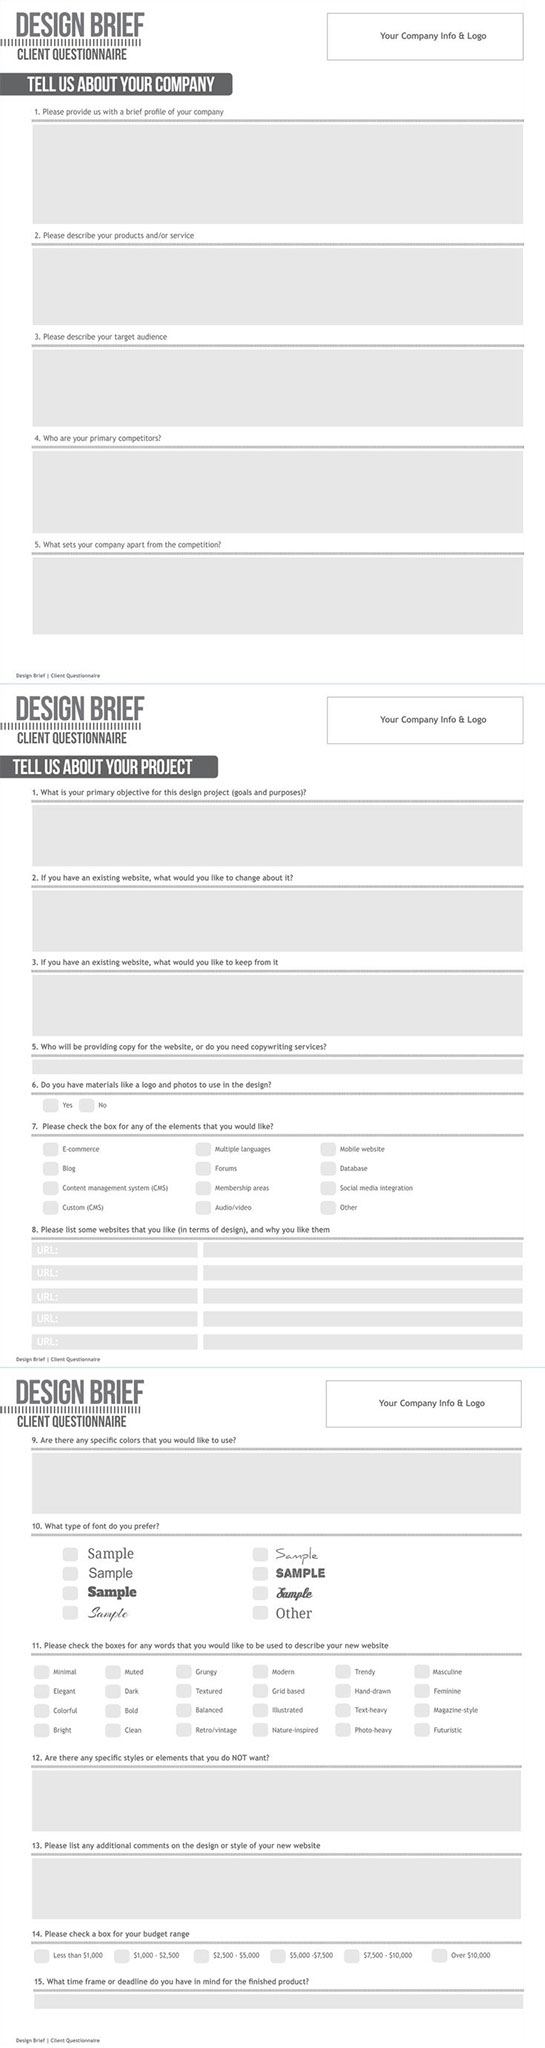 DESIGN BRIEF
CLIENT QUESTIONNAIRE
Your Company Info & Logo
TELL US ABOUT YOUR COMPANY
1. Please provide us with a brief profile of your company
2. Please describe your products and/or service
3. Please describe your target audience
4. Who are your primary competitors?
5. What sets your company apart from the competition?
Design Brief | Client Questionnaire
DESIGN BRIEF
CLIENT QUESTIONNAIRE
Your Company Info & Logo
TELL US ABOUT YOUR PROJECT
1. What is your primary objective for this design project (goals and purposes)?
2. If you have an existing website, what would you like to change about it?
3. If you have an existing website, what would you like to keep from it
5. Who will be providing copy for the website, or do you need copywriting services?
6. Do you have materials like a logo and photos to use in the design?
Yes No
7. Please check the box for any of the elements that you would like?
E-commerce Multiple languages Mobile website
Blog Forums Database
Content management system (CMS) Membership areas Social media integration
Custom (CMS) Audio/video Other
8. Please list some websites that you like (in terms of design), and why you like them
URL:
URL:
URL:
URL:
URL:
Design Brief | Client Questionnaire
DESIGN BRIEF
CLIENT QUESTIONNAIRE
Your Company Info & Logo
9. Are there any specific colors that you would like to use?
10. What type of font do you prefer?
Sample Sample
Sample SAMPLE
Sample Sample
Sample Other
11. Please check the boxes for any words that you would like to be used to describe your new website
Minimal Muted Grungy Modern Trendy Masculine
Elegant Dark Textured Grid based Hand-drawn Feminine
Colorful Bold Balanced Illustrated Text-heavy Magazine-style
Bright Clean Retro/vintage Nature-inspired Photo-heavy Futuristic
12. Are there any specific styles or elements that you do NOT want?
13. Please list any additional comments on the design or style of your new website
14. Please check a box for your budget range
Less than $1,000 $1,000 - $2,500 $2,500 - $5,000 $5,000 -$7,500 $7,500 - $10,000 Over $10,000
15. What time frame or deadline do you have in mind for the finished product?
Design Brief | Client Questionnaire